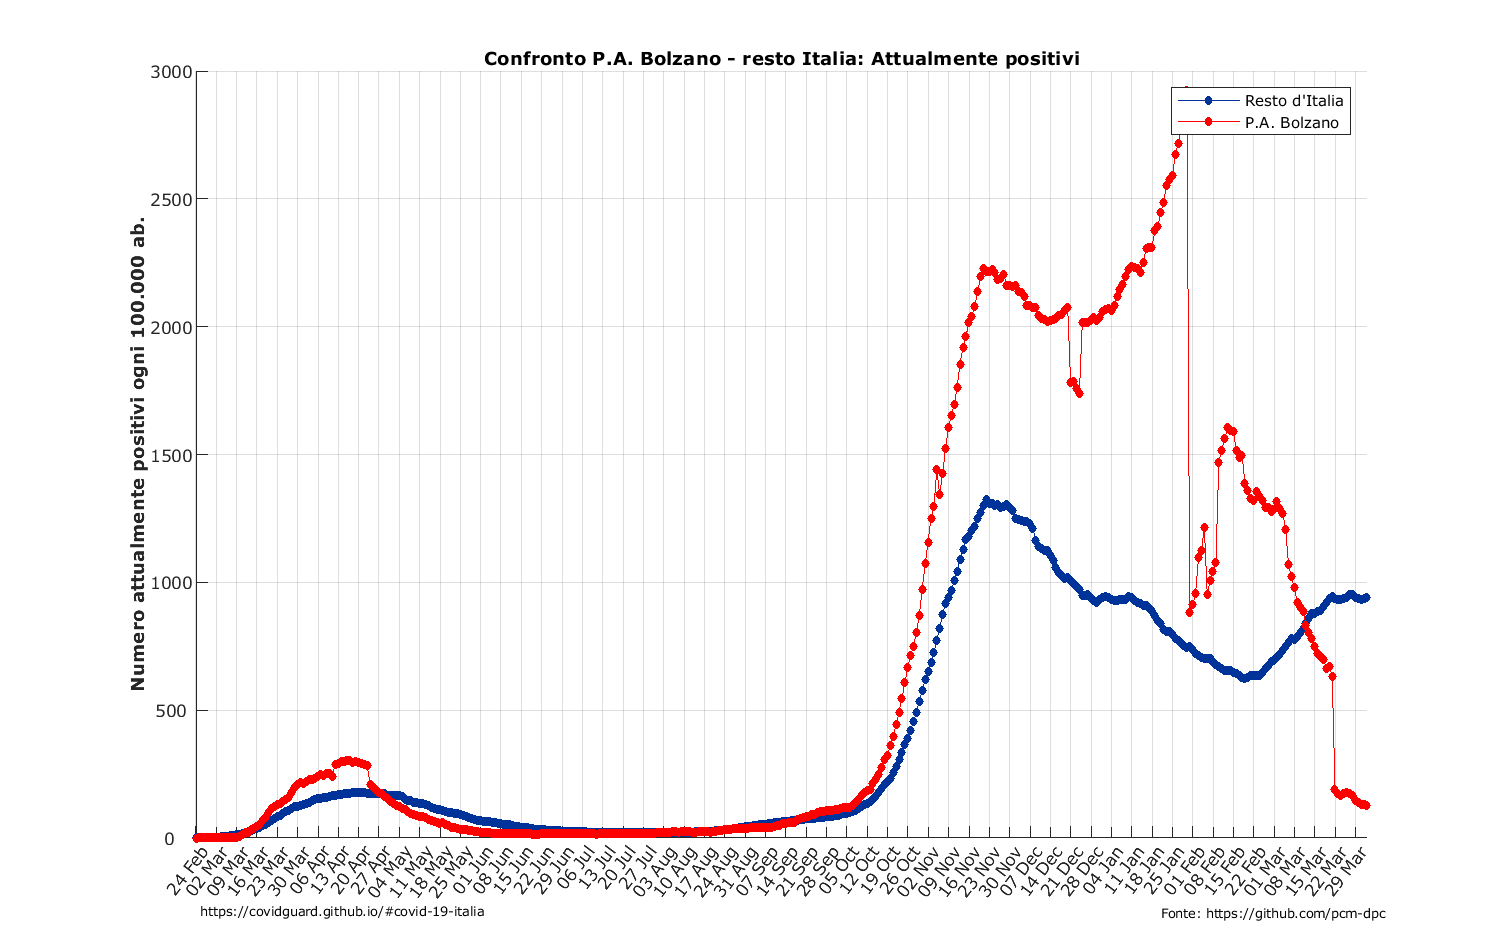 Confronto P.A. Bolzano - resto Italia: Attualmente positivi
Numero attualmente positivi ogni 100.000 ab.
3000
2500
2000
1500
1000
500
0
Resto d'Italia
P.A. Bolzano
24 Feb
02 Mar
09 Mar
16 Mar
23 Mar
30 Mar
06 Apr
13 Apr
20 Apr
27 Apr
04 May
11 May
18 May
25 May
01 Jun
08 Jun
15 Jun
22 Jun
29 Jun
06 Jul
13 Jul
20 Jul
27 Jul
03 Aug
10 Aug
17 Aug
24 Aug
31 Aug
07 Sep
14 Sep
21 Sep
28 Sep
05 Oct
12 Oct
19 Oct
26 Oct
02 Nov
09 Nov
16 Nov
23 Nov
30 Nov
07 Dec
14 Dec
21 Dec
28 Dec
04 Jan
11 Jan
18 Jan
25 Jan
01 Feb
08 Feb
15 Feb
22 Feb
01 Mar
08 Mar
15 Mar
22 Mar
29 Mar
https://covidguard.github.io/#covid-19-italia
Fonte: https://github.com/pcm-dpc